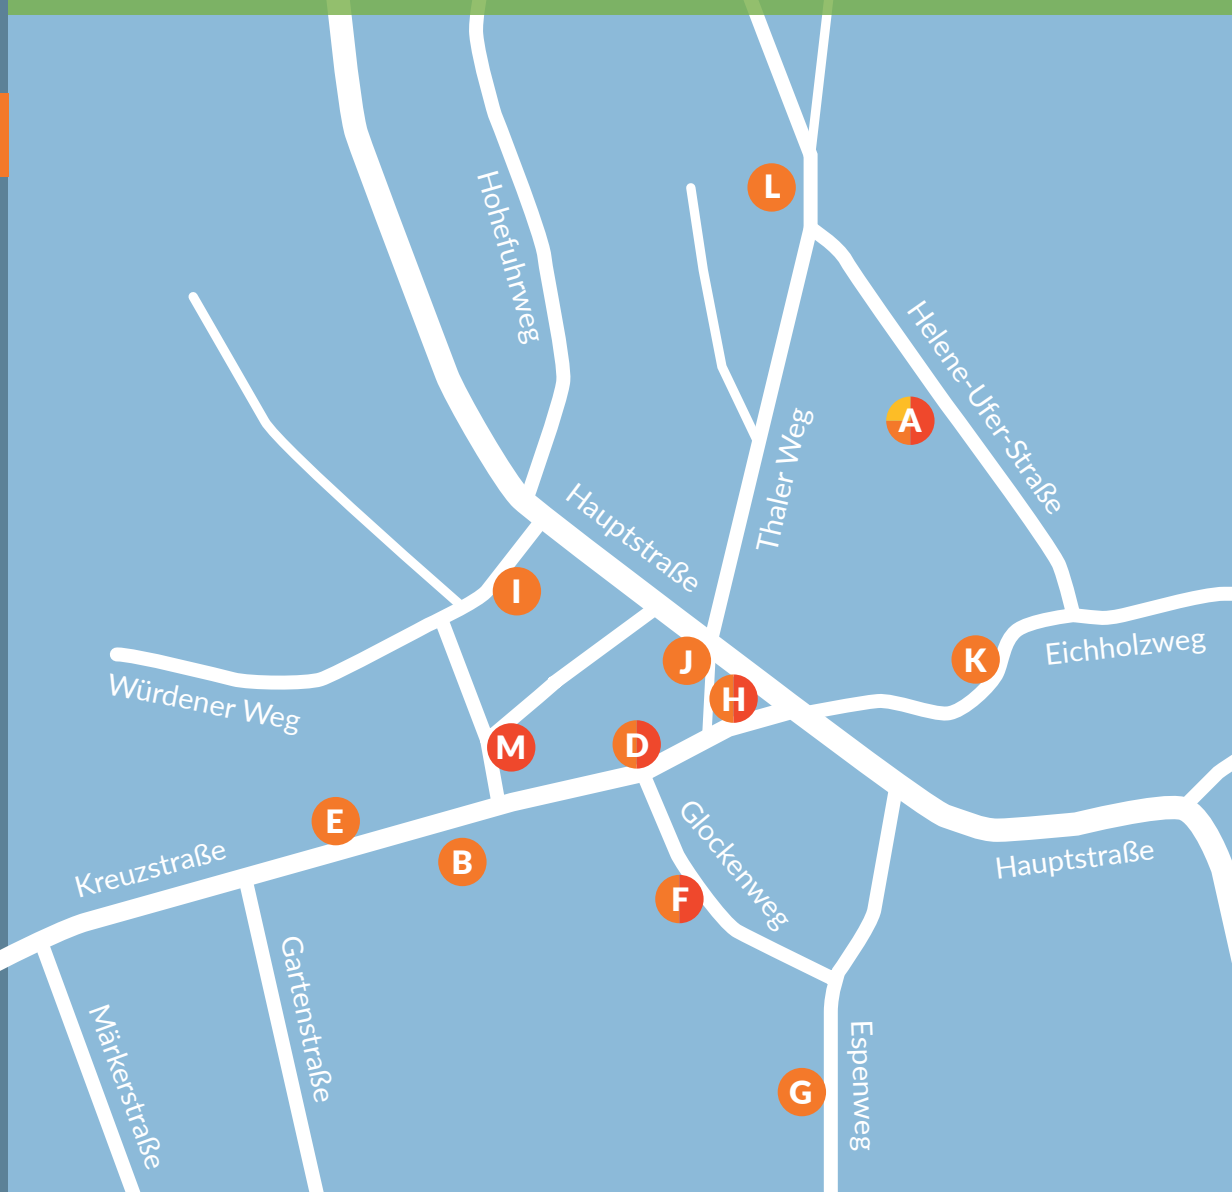 L
Hohefuhrweg
Helene-Ufer-Straße
A
Thaler Weg
Hauptstraße
I
Eichholzweg
K
J
Würdener Weg
H
D
M
E
Glockenweg
B
Kreuzstraße
Hauptstraße
F
Gartenstraße
Märkerstraße
Espenweg
G